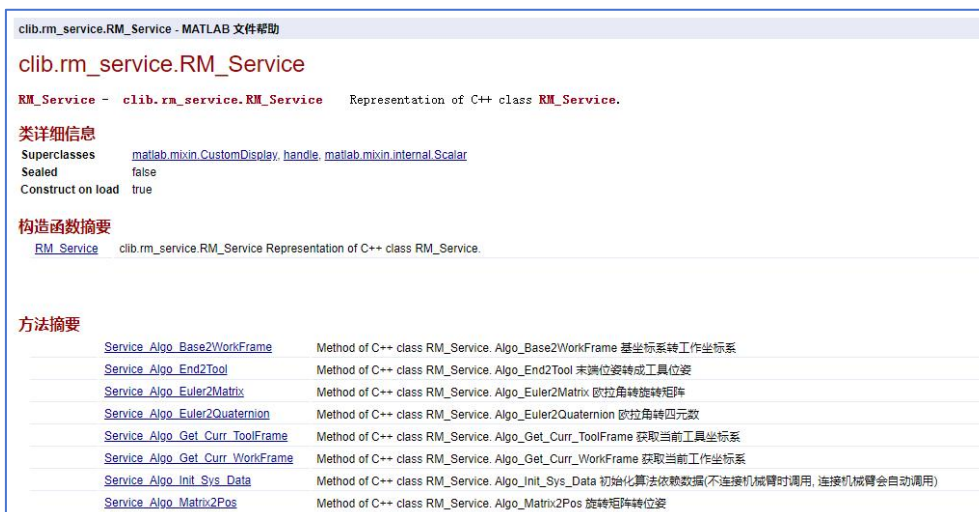 clib.rm_service.RM_Service - MATLAB 文件帮助
clib.rm_service.RM_Service
RM_Service - clib.rm_service.RM_Service Representation of C++ class RM_Service.
类详细信息
Superclasses matlab.mixin.CustomDisplay, handle, matlab.mixin.internal.Scalar
Sealed false
Construct on load true
构造函数摘要
RM_Service clib.rm_service.RM_Service Representation of C++ class RM_Service.
方法摘要
Service_Algo_Base2WorkFrame Method of C++ class RM_Service. Algo_Base2WorkFrame 基坐标系转工作坐标系
Service_Algo_End2Tool Method of C++ class RM_Service. Algo_End2Tool 末端位姿转成工具位姿
Service_Algo_Euler2Matrix Method of C++ class RM_Service. Algo_Euler2Matrix 欧拉角转旋转矩阵
Service_Algo_Euler2Quaternion Method of C++ class RM_Service. Algo_Euler2Quaternion 欧拉角转四元数
Service_Algo_Get_Curr_ToolFrame Method of C++ class RM_Service. Algo_Get_Curr_ToolFrame 获取当前工具坐标系
Service_Algo_Get_Curr_WorkFrame Method of C++ class RM_Service. Algo_Get_Curr_WorkFrame 获取当前工作坐标系
Service_Algo_Init_Sys_Data Method of C++ class RM_Service. Algo_Init_Sys_Data 初始化算法依赖数据(不连接机械臂时调用, 连接机械臂会自动调用)
Service_Algo_Matrix2Pos Method of C++ class RM_Service. Algo_Matrix2Pos 旋转矩阵转位姿